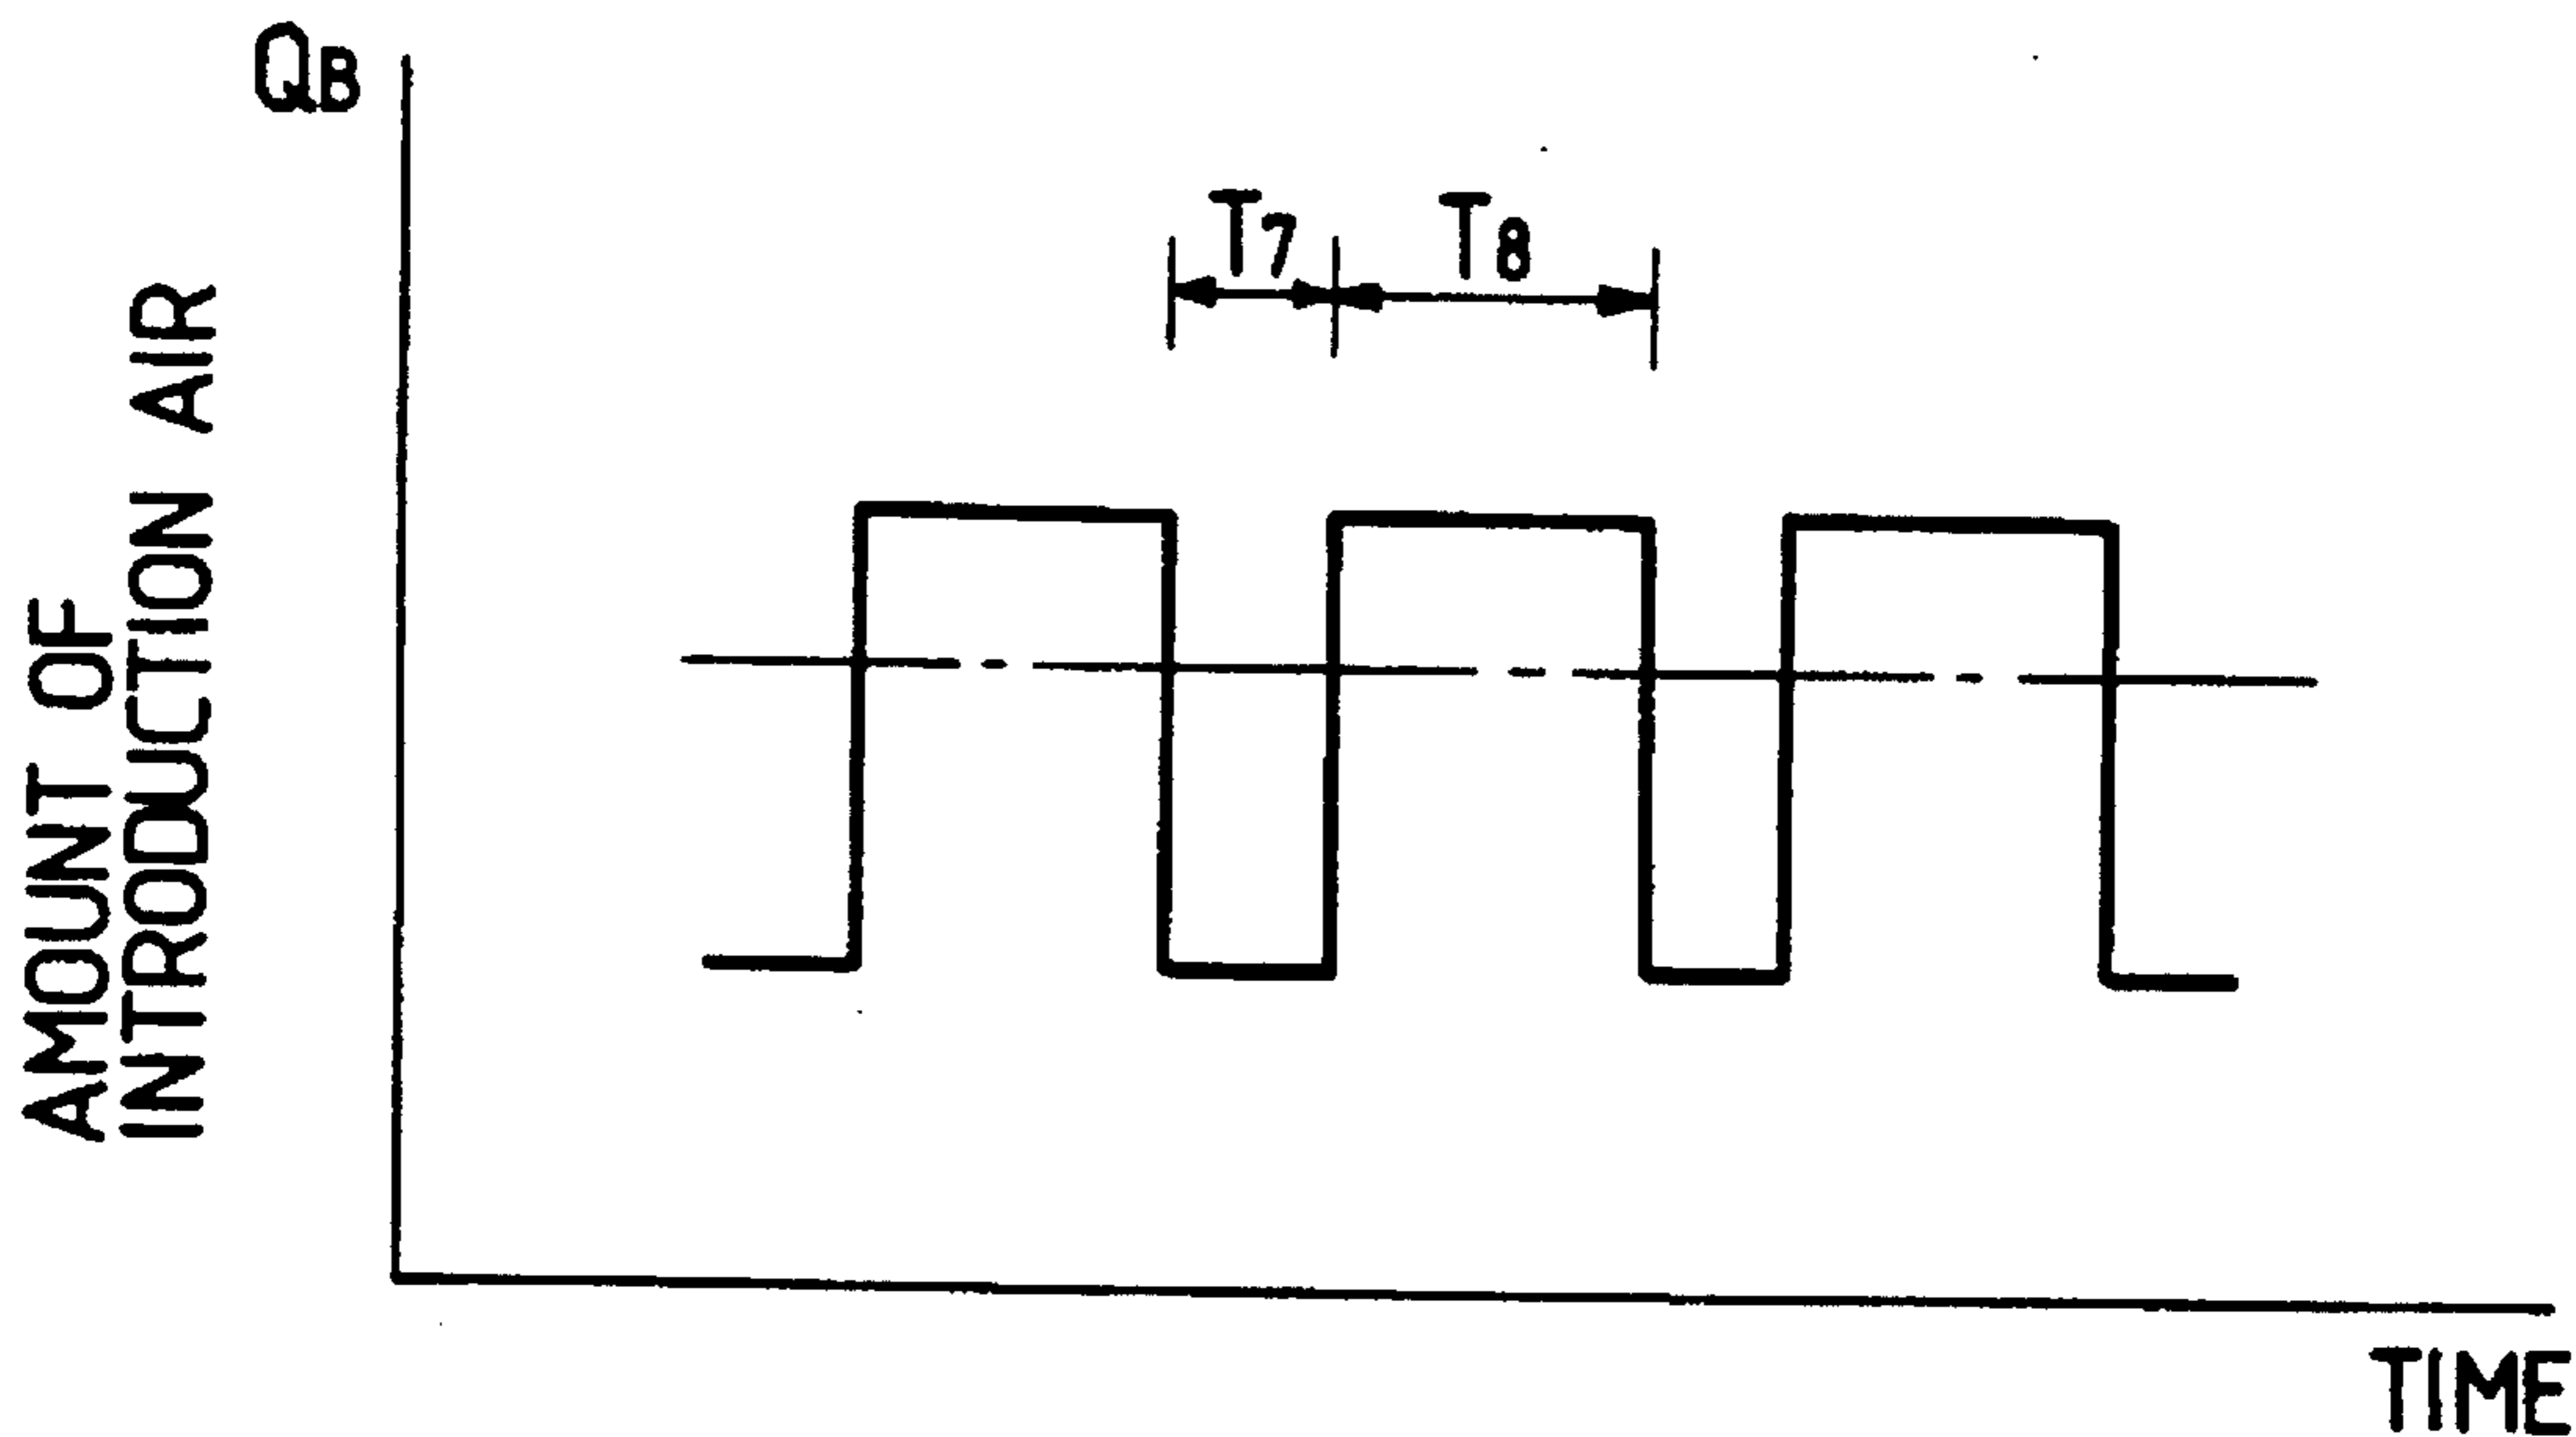 QB
AMOUNT OF
INTRODUCTION AIR
T7
T8
TIME